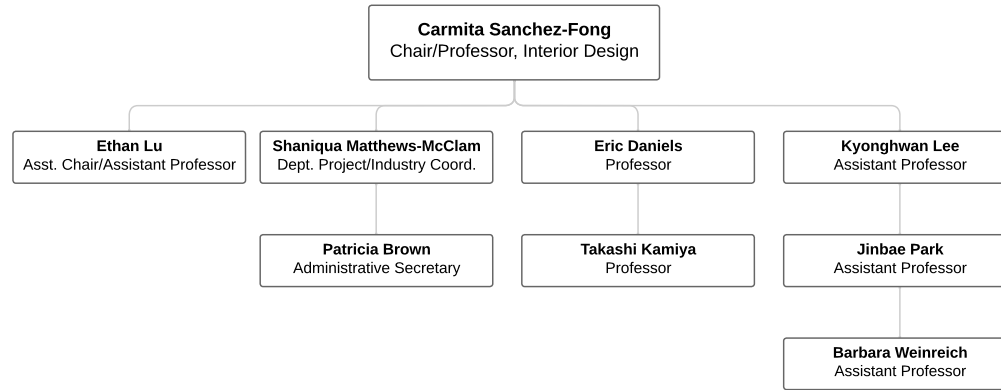 Carmita Sanchez-Fong
Chair/Professor, Interior Design
Ethan Lu
Asst. Chair/Assistant Professor
Shaniqua Matthews-McClam
Dept. Project/Industry Coord.
Eric Daniels
Professor
Kyonghwan Lee
Assistant Professor
Patricia Brown
Administrative Secretary
Takashi Kamiya
Professor
Jinbae Park
Assistant Professor
Barbara Weinreich
Assistant Professor